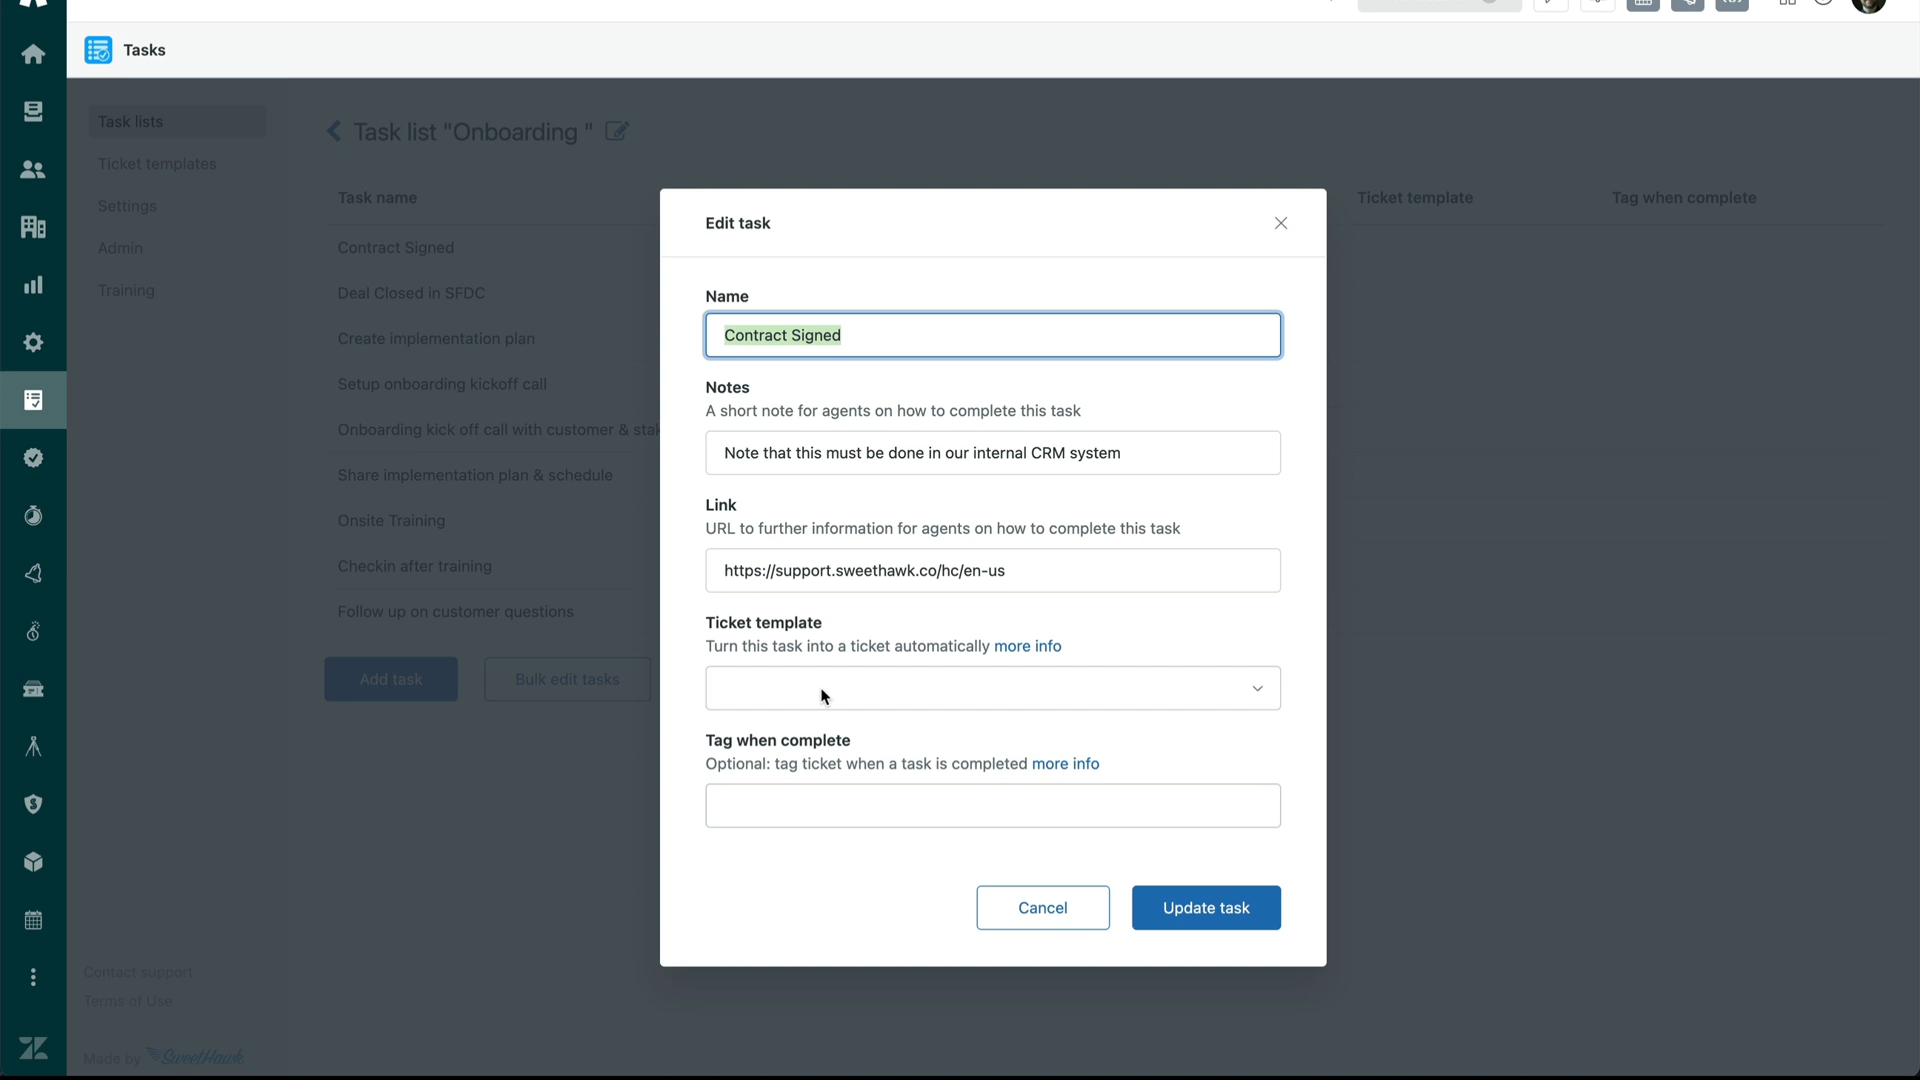 Tasks
Task lists
Ticket templates
Settings
Admin
Training
Task list "Onboarding "
Task name
Ticket template
Tag when complete
Contract Signed
Deal Closed in SFDC
Create implementation plan
Setup onboarding kickoff call
Onboarding kick off call with customer &
Share implementation plan & schedule
Onsite Training
Checkin after training
Follow up on customer questions
Add task
Bulk edit tasks
Edit task
Name
Contract Signed
Notes
A short note for agents on how to complete this task
Note that this must be done in our internal CRM system
Link
URL to further information for agents on how to complete this task
https://support.sweethawk.co/hc/en-us
Ticket template
Turn this task into a ticket automatically more info
Tag when complete
Optional: tag ticket when a task is completed more info
Cancel
Update task
Contact support
Terms of Use
Made by SweetHawk